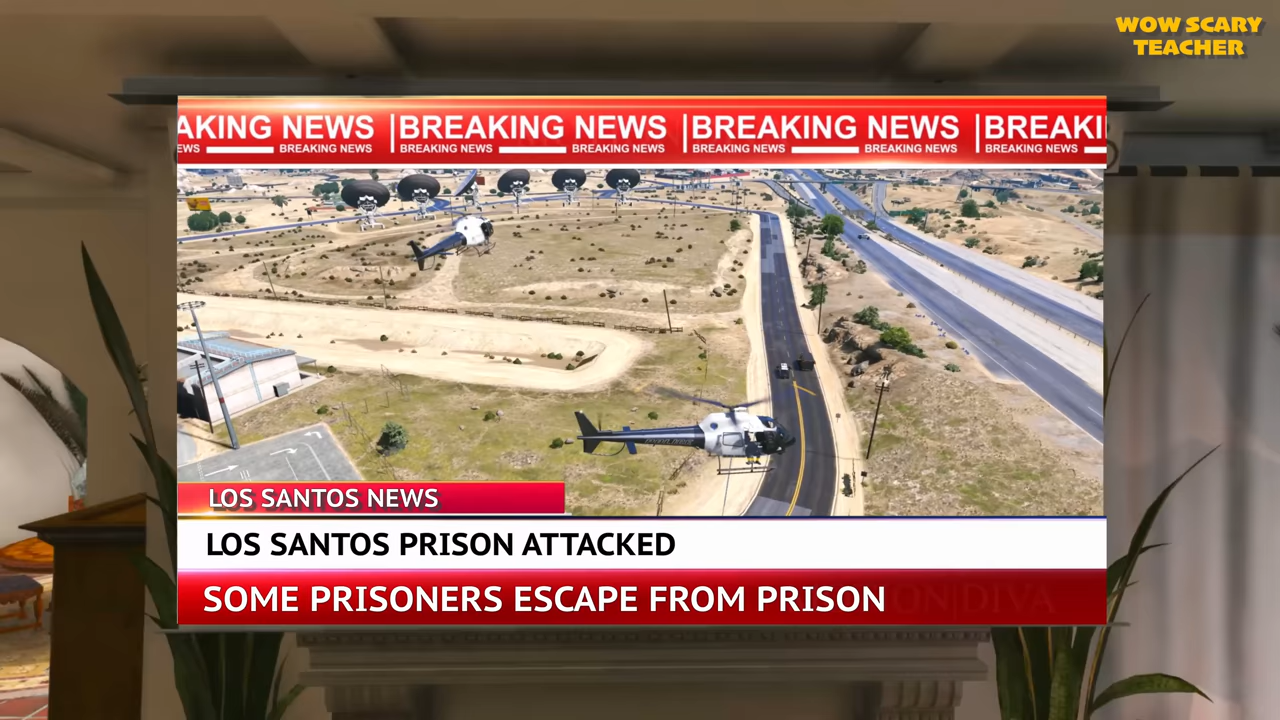 WOW SCARY
TEACHER
AKING NEWS BREAKING NEWS BREAKING NEWS BREAKI
EWS BREAKING NEWS BREAKING NEWS BREAKING NEWS BREAKING NEWS BREAKING NEWS BREAKING NEWS
LOS SANTOS NEWS
LOS SANTOS PRISON ATTACKED
SOME PRISONERS ESCAPE FROM PRISON